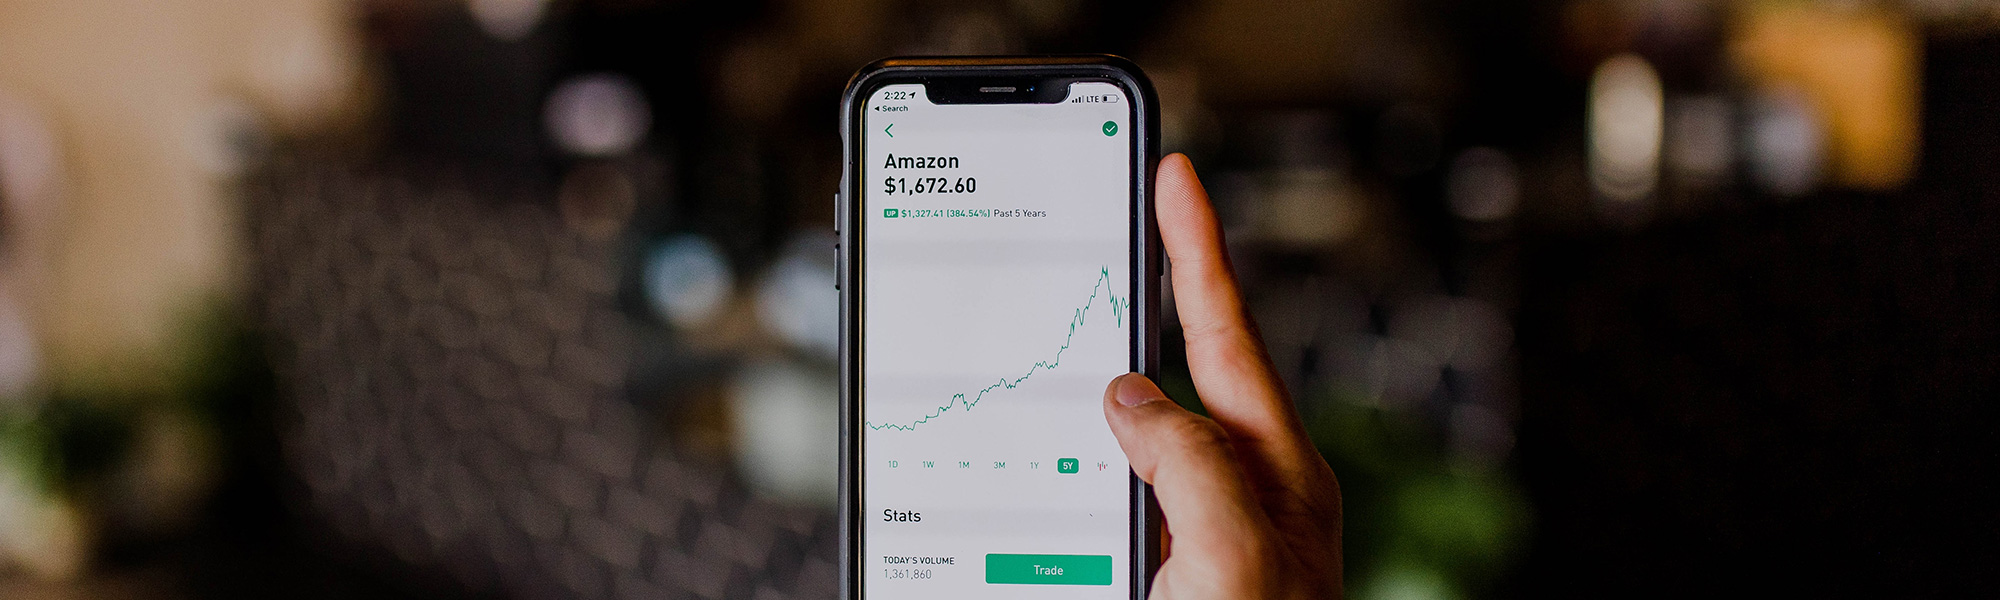 2:22 LTE
Search
Amazon
$1,672.60
UP $1,327.41 (384.54%) Past 5 Years
1D 1W 1M 3M 1Y 5Y
Stats
TODAY'S VOLUME
1,361,860
Trade